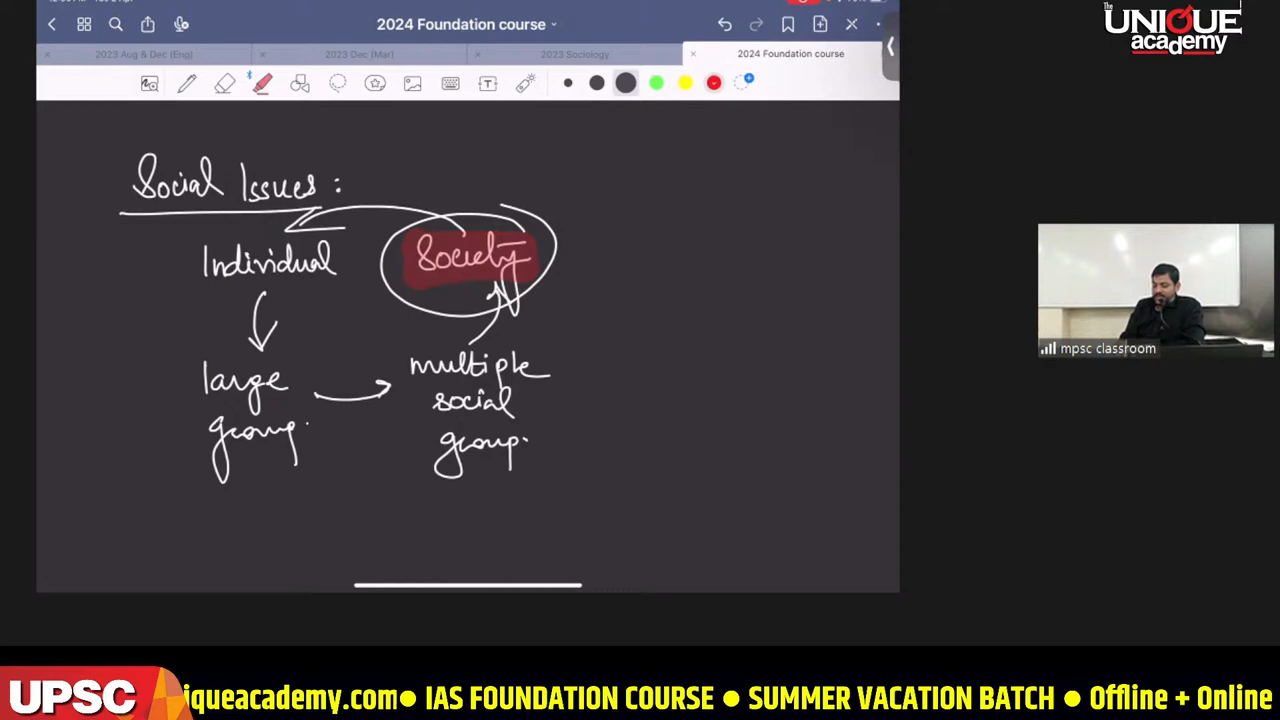 2024 Foundation course
2023 Aug & Dec (Eng)
2023 Dec (Mar)
2023 Sociology
2024 Foundation course
The
UNIQUE
academy
Social Issues :
Individual
Society
large
group.
multiple
social
group.
mpsc classroom
UPSC
iqueacademy.com● IAS FOUNDATION COURSE ● SUMMER VACATION BATCH ● Offline + Online